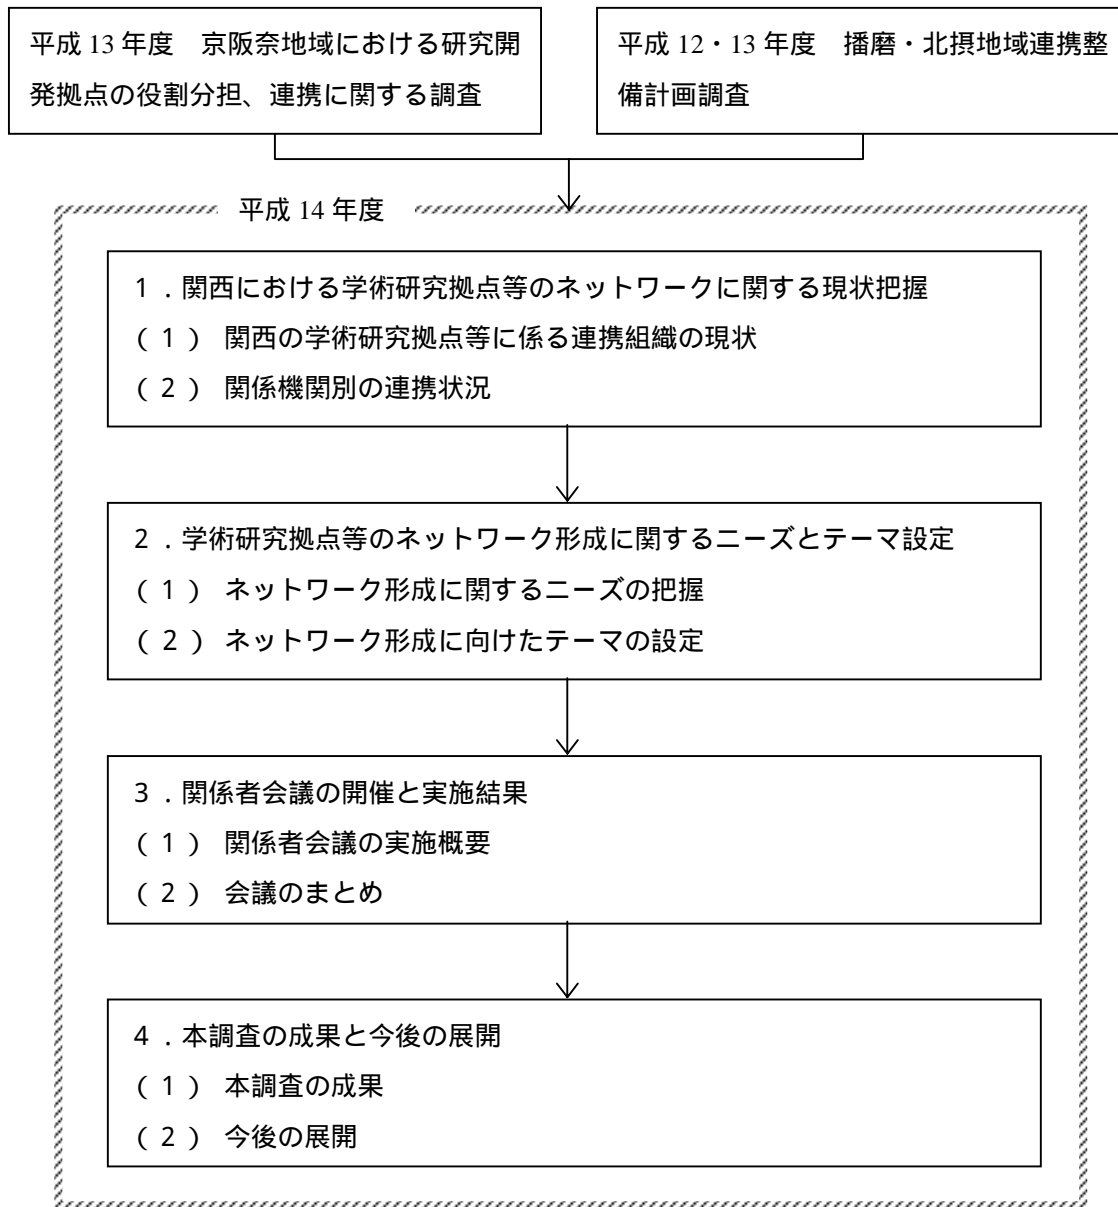 平成 13 年度　京阪奈地域における研究開
発拠点の役割分担、連携に関する調査
平成 12・13 年度　播磨・北摂地域連携整
備計画調査
平成 14 年度
１．関西における学術研究拠点等のネットワークに関する現状把握
（１） 関西の学術研究拠点等に係る連携組織の現状
（２） 関係機関別の連携状況
２．学術研究拠点等のネットワーク形成に関するニーズとテーマ設定
（１） ネットワーク形成に関するニーズの把握
（２） ネットワーク形成に向けたテーマの設定
３．関係者会議の開催と実施結果
（１） 関係者会議の実施概要
（２） 会議のまとめ
４．本調査の成果と今後の展開
（１） 本調査の成果
（２） 今後の展開